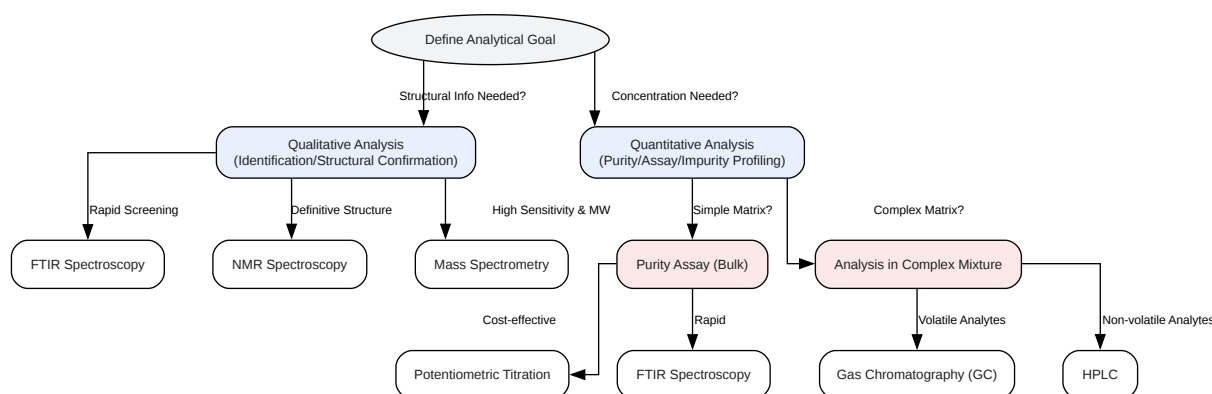 Define Analytical Goal
Structural Info Needed?
Concentration Needed?
Qualitative Analysis
(Identification/Structural Confirmation)
Quantitative Analysis
(Purity/Assay/Impurity Profiling)
Rapid Screening
Definitive Structure
High Sensitivity & MW
Simple Matrix?
Complex Matrix?
FTIR Spectroscopy
NMR Spectroscopy
Mass Spectrometry
Purity Assay (Bulk)
Analysis in Complex Mixture
Cost-effective
Rapid
Volatile Analytes
Non-volatile Analytes
Potentiometric Titration
FTIR Spectroscopy
Gas Chromatography (GC)
HPLC